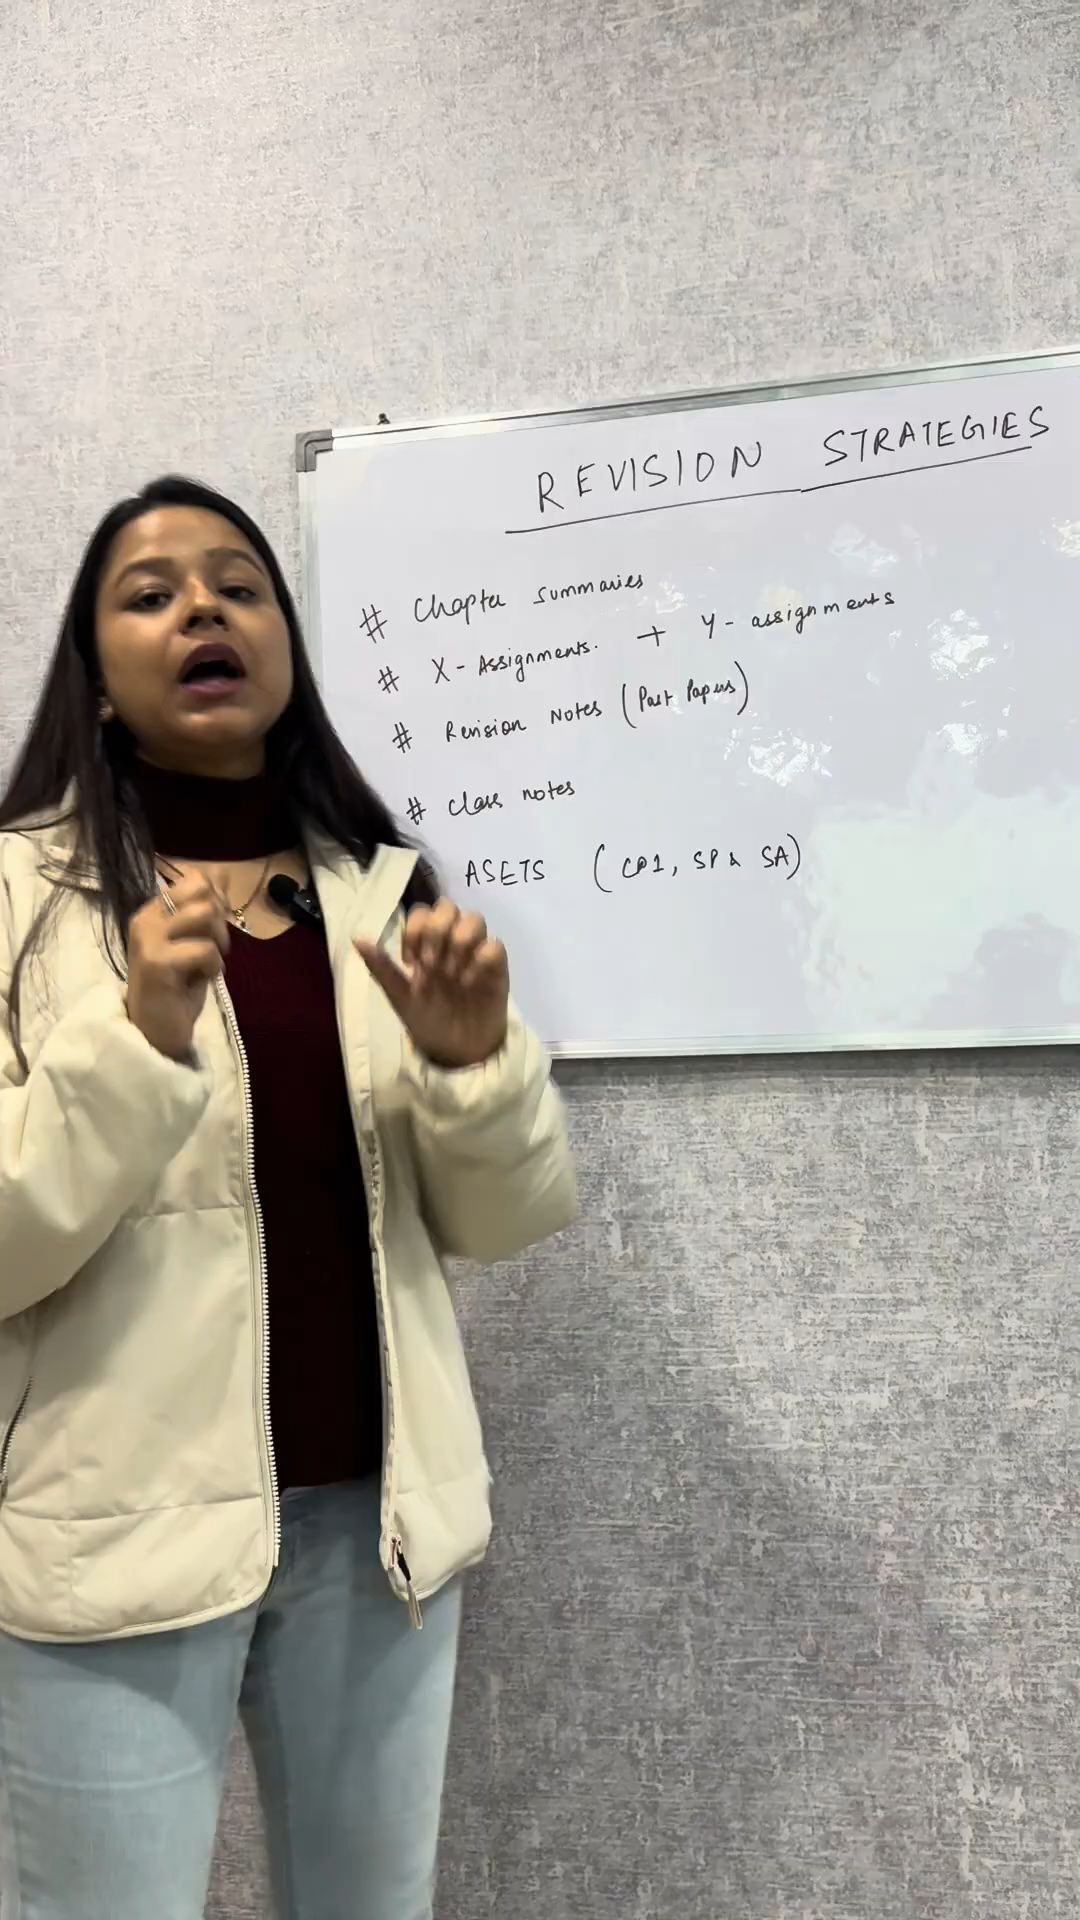 REVISION STRATEGIES
# Chapter summaries
# X - Assignments. + Y - assignments
# Revision Notes (Past Papers)
# class notes
ASETS (CP1, SP & SA)